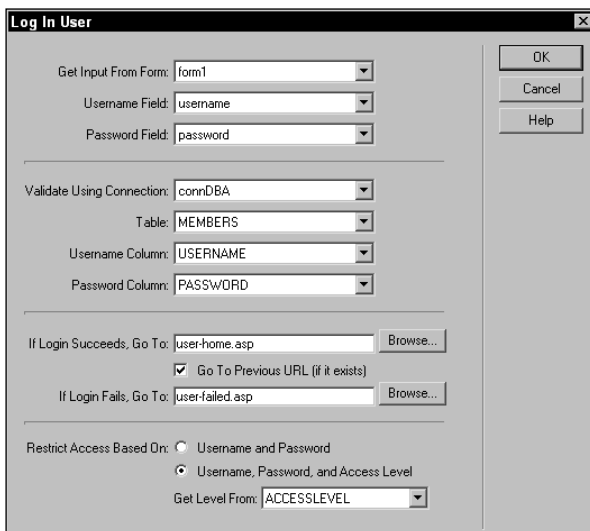 Log In User
Get Input From Form: form1
OK
Username Field: username
Cancel
Password Field: password
Help
Validate Using Connection: connDBA
Table: MEMBERS
Username Column: USERNAME
Password Column: PASSWORD
If Login Succeeds, Go To: user-home.asp Browse...
Go To Previous URL (if it exists)
If Login Fails, Go To: user-failed.asp Browse...
Restrict Access Based On: Username and Password
Username, Password, and Access Level
Get Level From: ACCESSLEVEL